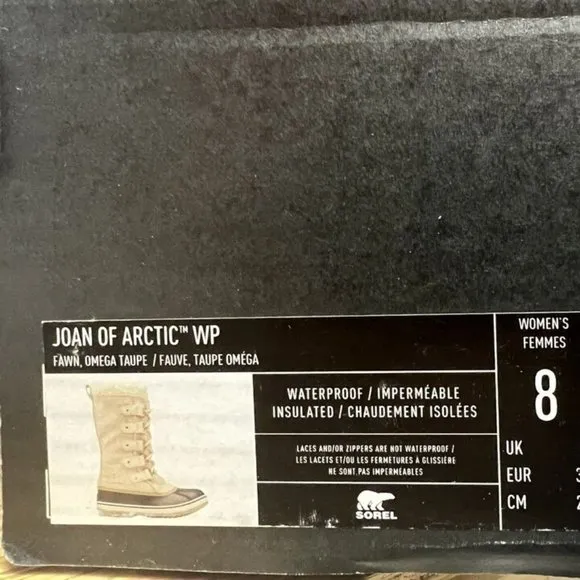 JOAN OF ARCTIC™ WP
FAWN, OMEGA TAUPE / FAUVE, TAUPE OMÉGA
WATERPROOF / IMPERMÉABLE
INSULATED / CHAUDEMENT ISOLÉES
LACES AND/OR ZIPPERS ARE NOT WATERPROOF /
LES LACETS ET/OU LES FERMETURES À GLISSIÈRE
NE SONT PAS IMPERMÉABLES
SOREL
WOMEN'S
FEMMES
8
UK
EUR
CM